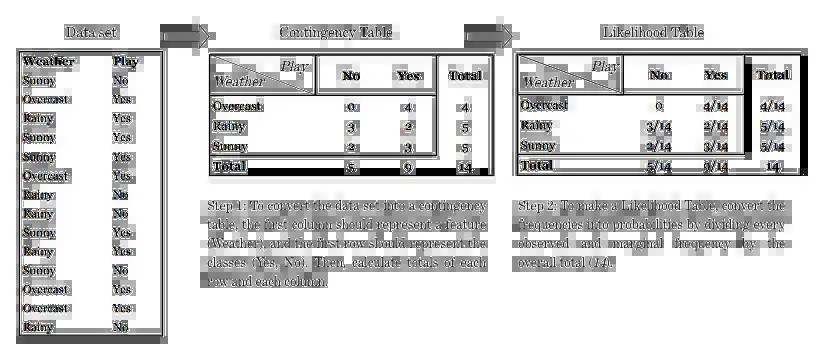 Data set
Weather Play
Sunny No
Overcast Yes
Rainy Yes
Sunny Yes
Sunny Yes
Overcast Yes
Rainy No
Rainy No
Sunny Yes
Rainy Yes
Sunny No
Overcast Yes
Overcast Yes
Rainy No
Contingency Table
Play
Weather
No Yes Total
Overcast 0 4 4
Rainy 3 2 5
Sunny 2 3 5
Total 5 9 14
Step 1: To convert the data set into a contingency
table, the first column should represent a feature
(Weather), and the first row should represent the
classes (Yes, No). Then, calculate totals of each
row and each column.
Likelihood Table
Play
Weather
No Yes Total
Overcast 0 4/14 4/14
Rainy 3/14 2/14 5/14
Sunny 2/14 3/14 5/14
Total 5/14 9/14 14
Step 2: To make a Likelihood Table, convert the
frequencies into probabilities by dividing every
observed and marginal frequency by the
overall total (14).